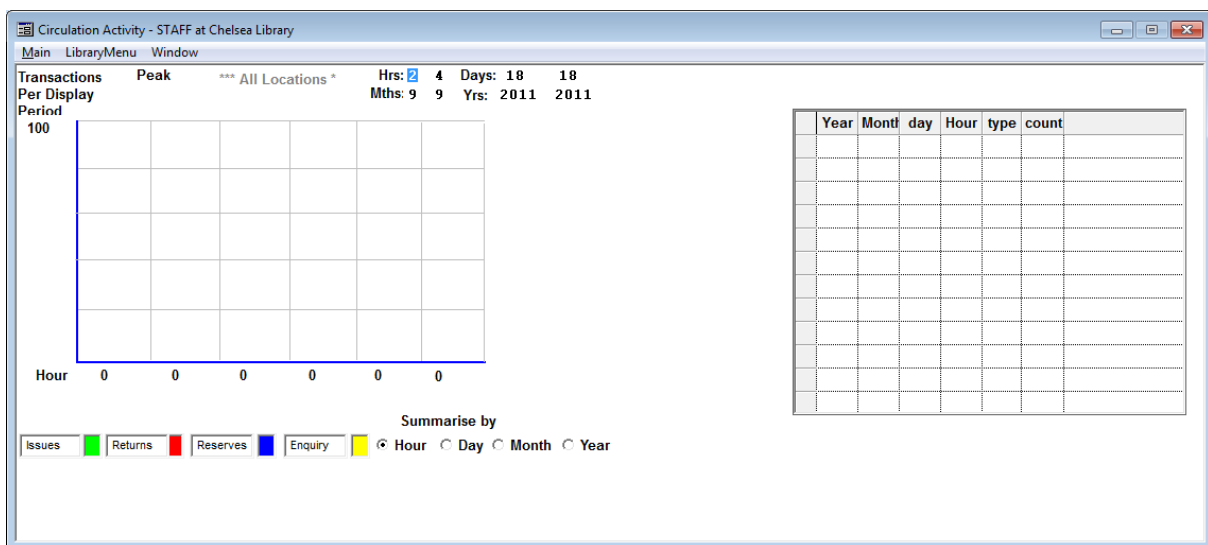 Circulation Activity - STAFF at Chelsea Library
Main LibraryMenu Window
Transactions Peak *** All Locations * Hrs: 2 4 Days: 18 18
Per Display Mths: 9 9 Yrs: 2011 2011
Period
100
Year Month day Hour type count
Hour 0 0 0 0 0 0
Summarise by
Issues Returns Reserves Enquiry Hour Day Month Year